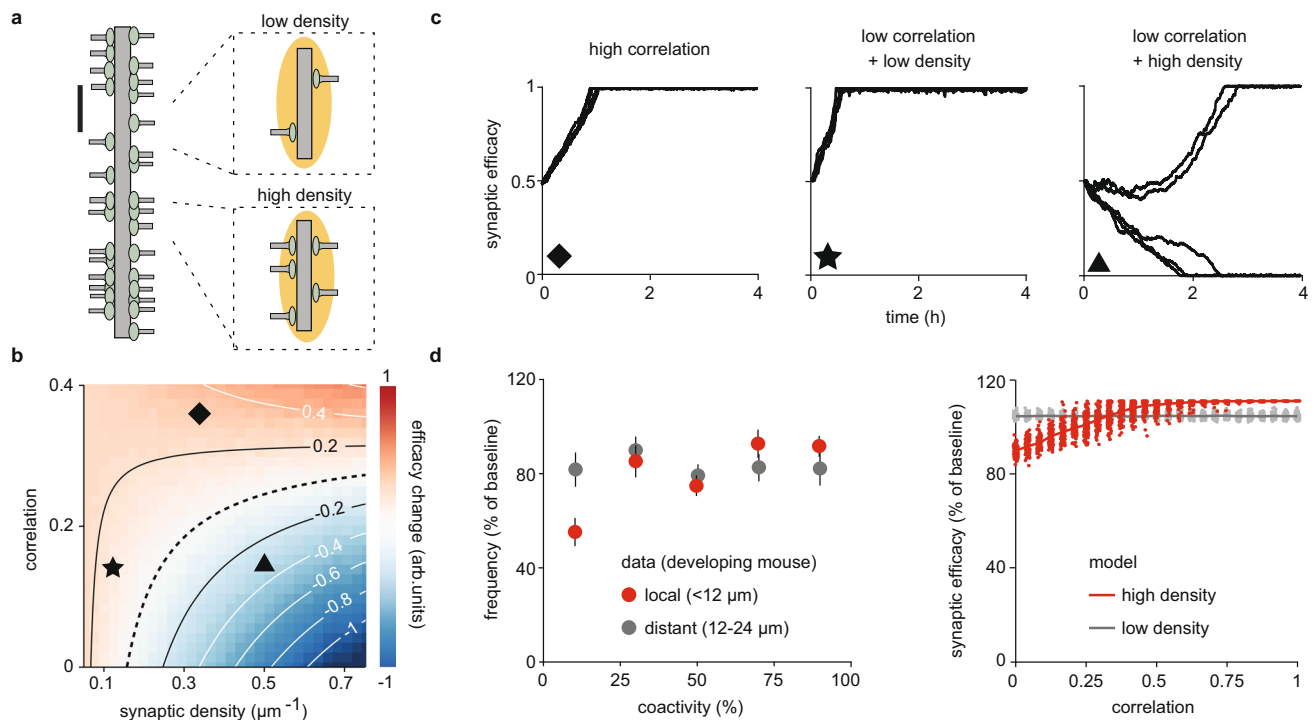 a
low density
high density
b
correlation
0.4
0.2
0
0.1
0.3
0.5
0.7
synaptic density (µm-1)
0.4
0.2
-0.2
-0.4
-0.6
-0.8
-1
1
-1
efficacy change (arb.units)
c
high correlation
low correlation
+ low density
low correlation
+ high density
synaptic efficacy
1
0.5
0
0
2
4
0
2
4
0
2
4
time (h)
d
frequency (% of baseline)
120
80
40
0
0
25
50
75
100
coactivity (%)
data (developing mouse)
local (<12 µm)
distant (12-24 µm)
synaptic efficacy (% of baseline)
120
80
40
0
0
0.25
0.5
0.75
1
correlation
model
high density
low density